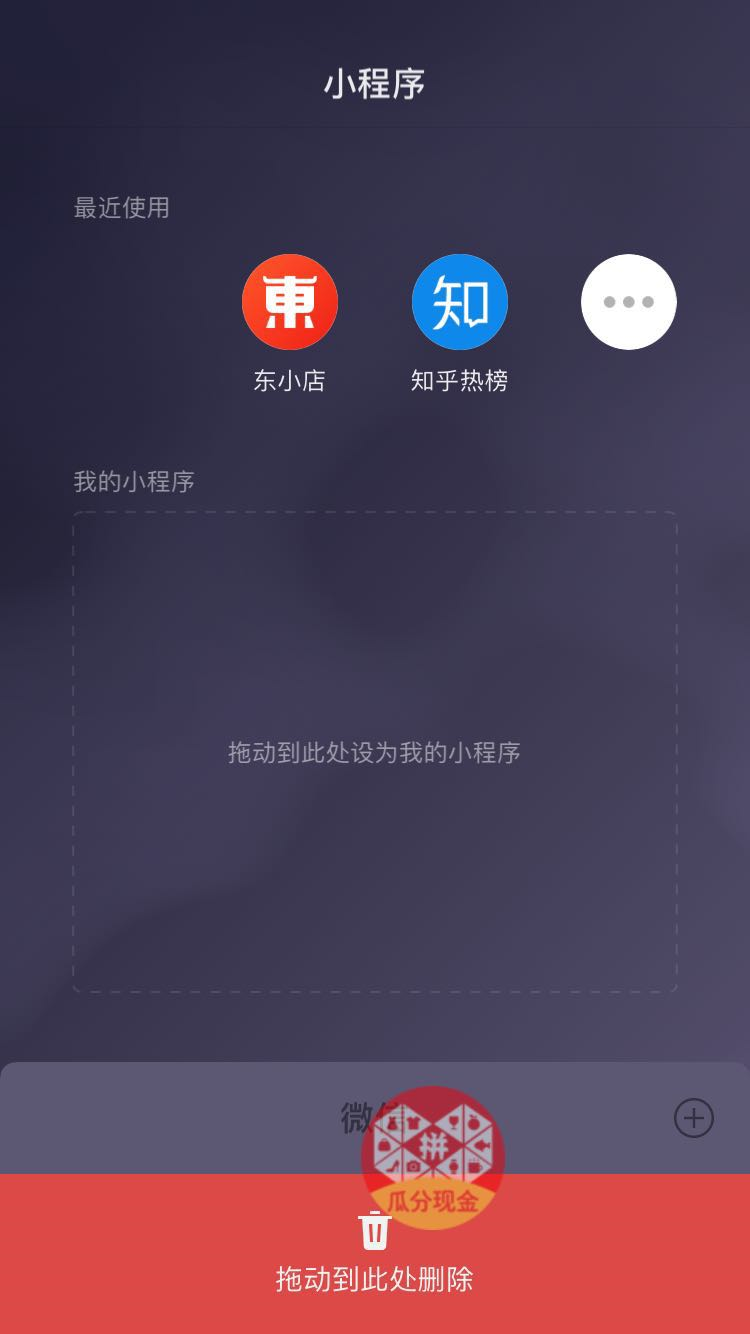 小程序
最近使用
東
知
东小店
知乎热榜
我的小程序
拖动到此处设为我的小程序
微信
拼
瓜分现金
拖动到此处删除